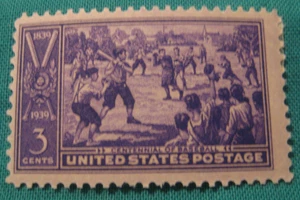 1839
1939
3
CENTS
CENTENNIAL OF BASEBALL
UNITED STATES POSTAGE